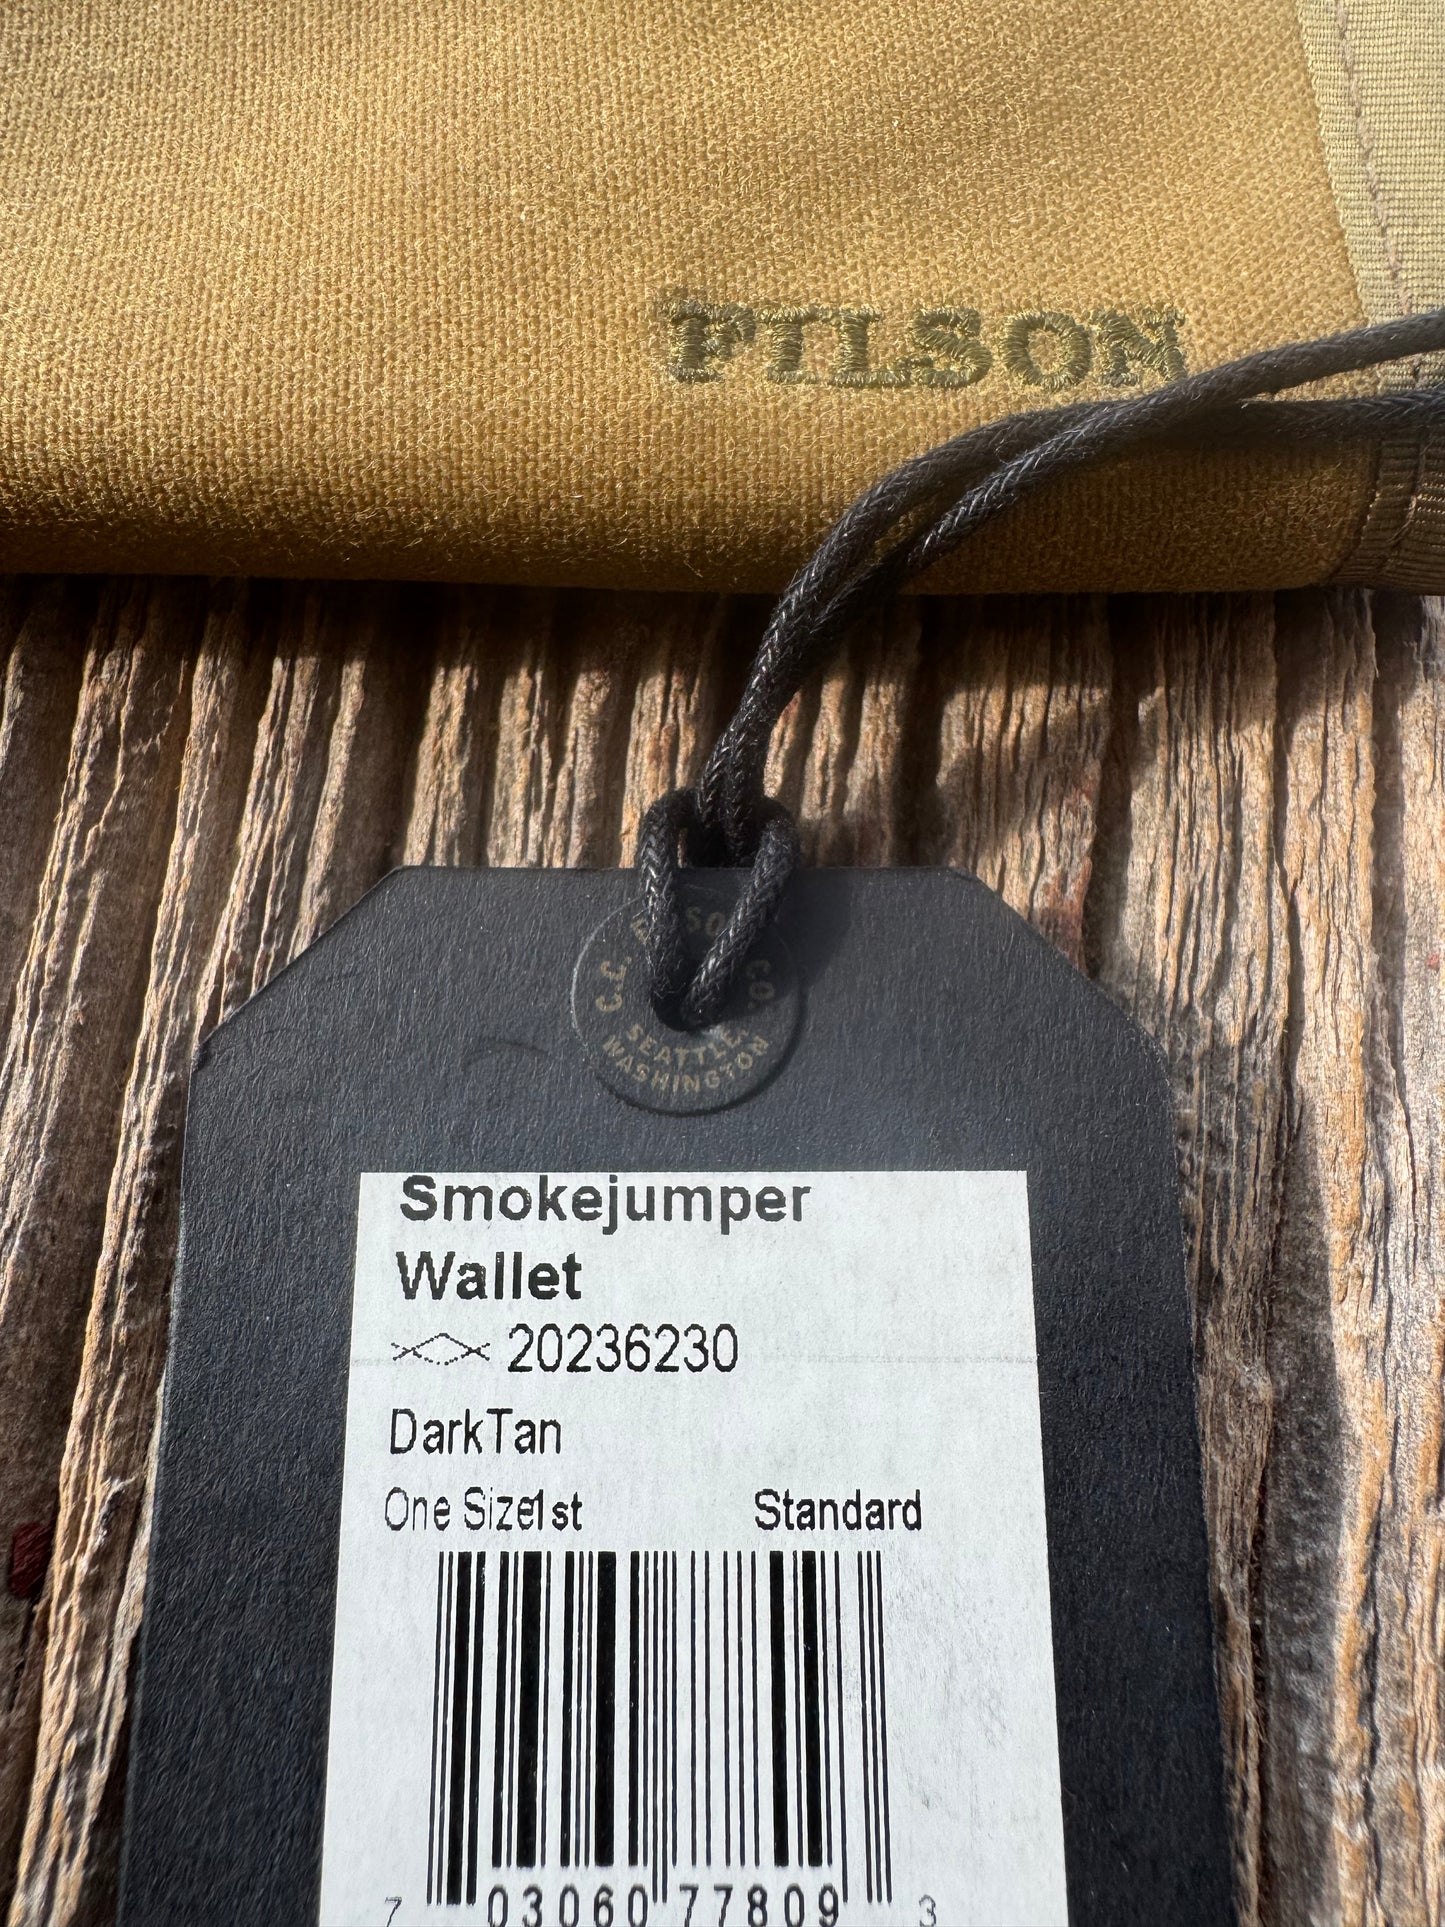 FILSON
C.C. FILSON CO.
SEATTLE,
WASHINGTON
Smokejumper
Wallet
20236230
DarkTan
One Size1st Standard
7 03060 77809 3